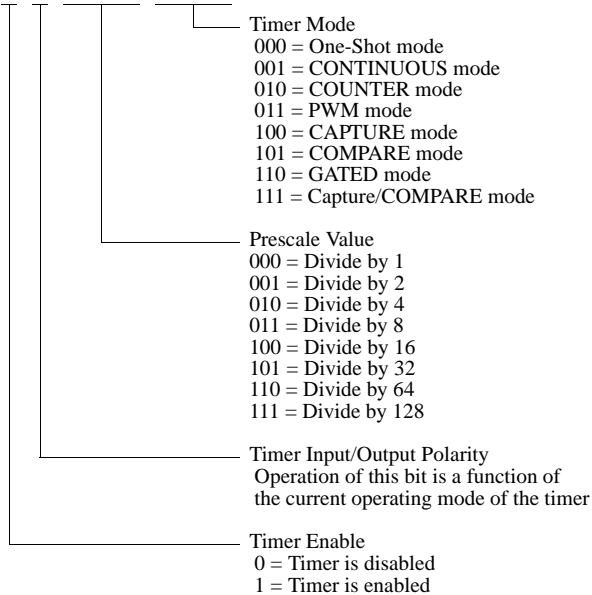 Timer Mode
000 = One-Shot mode
001 = CONTINUOUS mode
010 = COUNTER mode
011 = PWM mode
100 = CAPTURE mode
101 = COMPARE mode
110 = GATED mode
111 = Capture/COMPARE mode
Prescale Value
000 = Divide by 1
001 = Divide by 2
010 = Divide by 4
011 = Divide by 8
100 = Divide by 16
101 = Divide by 32
110 = Divide by 64
111 = Divide by 128
Timer Input/Output Polarity
Operation of this bit is a function of
the current operating mode of the timer
Timer Enable
0 = Timer is disabled
1 = Timer is enabled